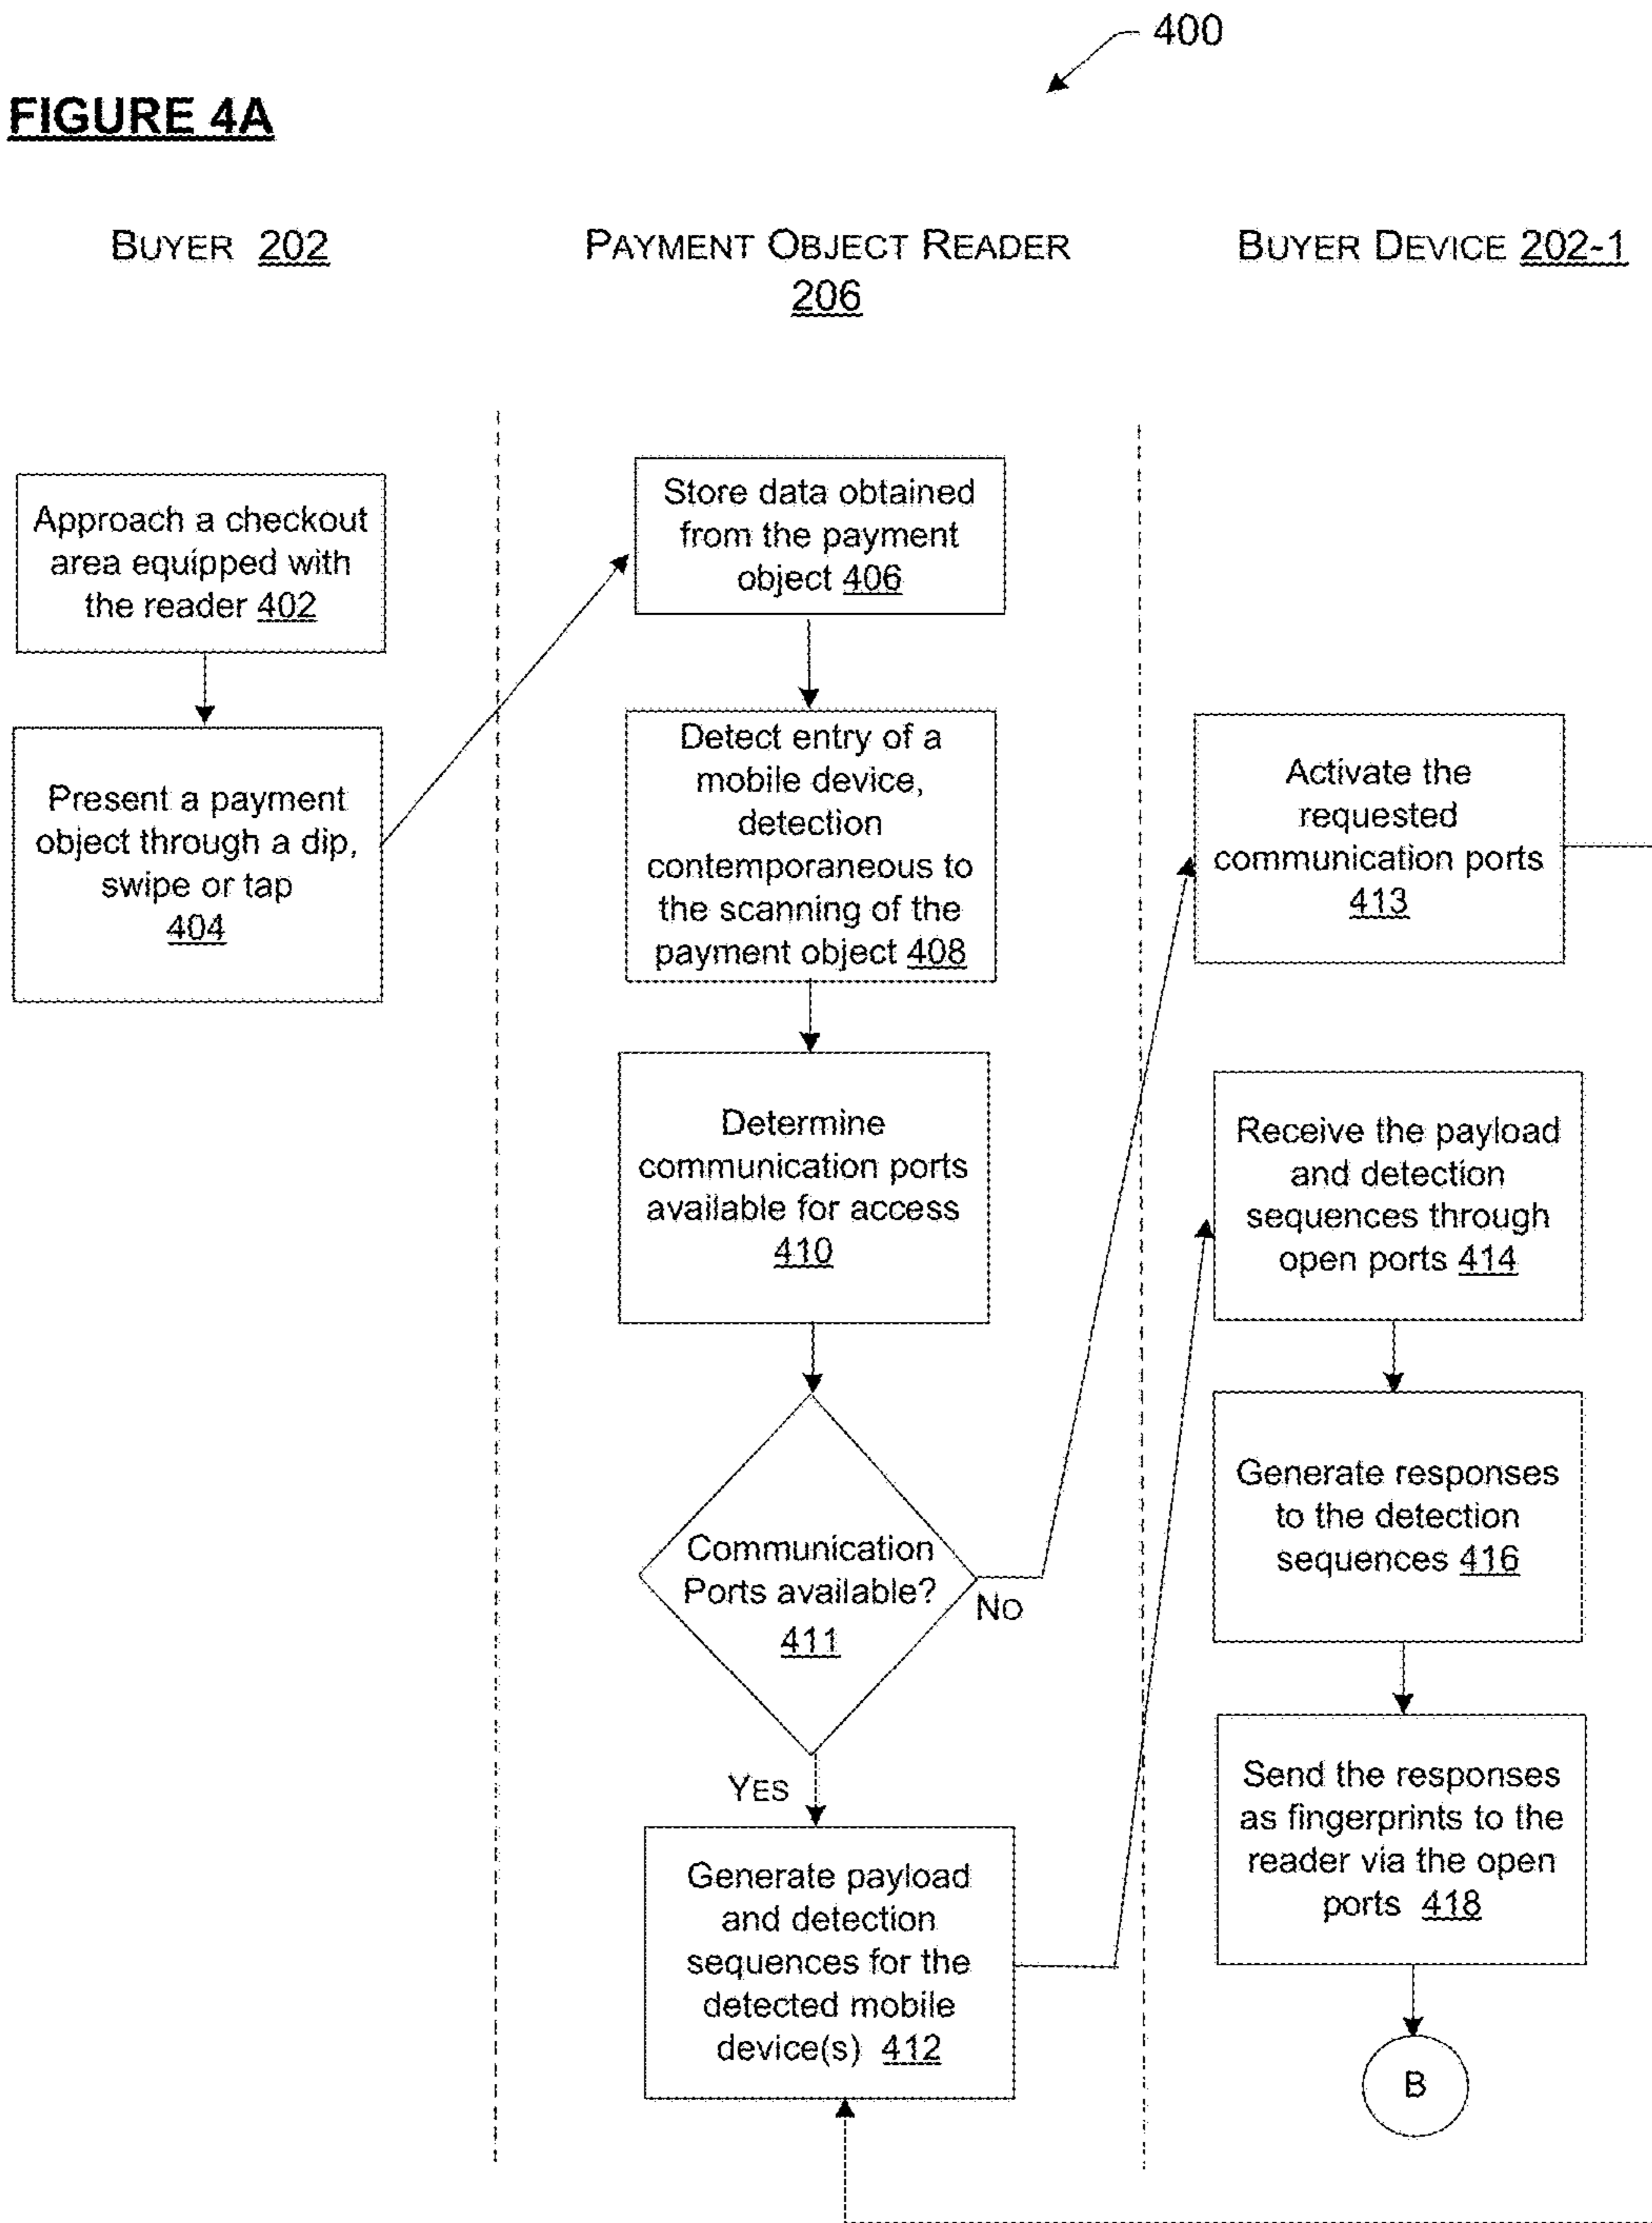 400
FIGURE 4A
BUYER 202
PAYMENT OBJECT READER
206
BUYER DEVICE 202-1
Approach a checkout
area equipped with
the reader 402
Present a payment
object through a dip,
swipe or tap
404
Store data obtained
from the payment
object 406
Detect entry of a
mobile device,
detection
contemporaneous to
the scanning of the
payment object 408
Determine
communication ports
available for access
410
Communication
Ports available?
411
NO
YES
Generate payload
and detection
sequences for the
detected mobile
device(s) 412
Activate the
requested
communication ports
413
Receive the payload
and detection
sequences through
open ports 414
Generate responses
to the detection
sequences 416
Send the responses
as fingerprints to the
reader via the open
ports 418
B